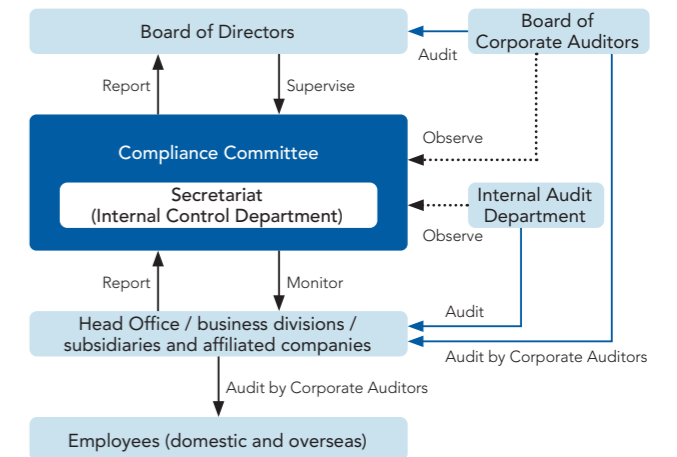 Board of Directors
Board of
Corporate Auditors
Audit
Report
Supervise
Compliance Committee
Observe
Secretariat
(Internal Control Department)
Internal Audit
Department
Observe
Report
Monitor
Audit
Head Office / business divisions /
subsidiaries and affiliated companies
Audit by Corporate Auditors
Audit by Corporate Auditors
Employees (domestic and overseas)